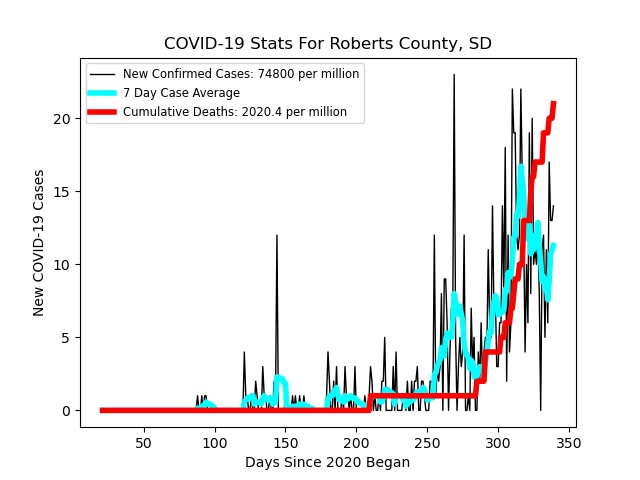 COVID-19 Stats For Roberts County, SD
New Confirmed Cases: 74800 per million
7 Day Case Average
Cumulative Deaths: 2020.4 per million
New COVID-19 Cases
20
15
10
5
0
50 100 150 200 250 300 350
Days Since 2020 Began